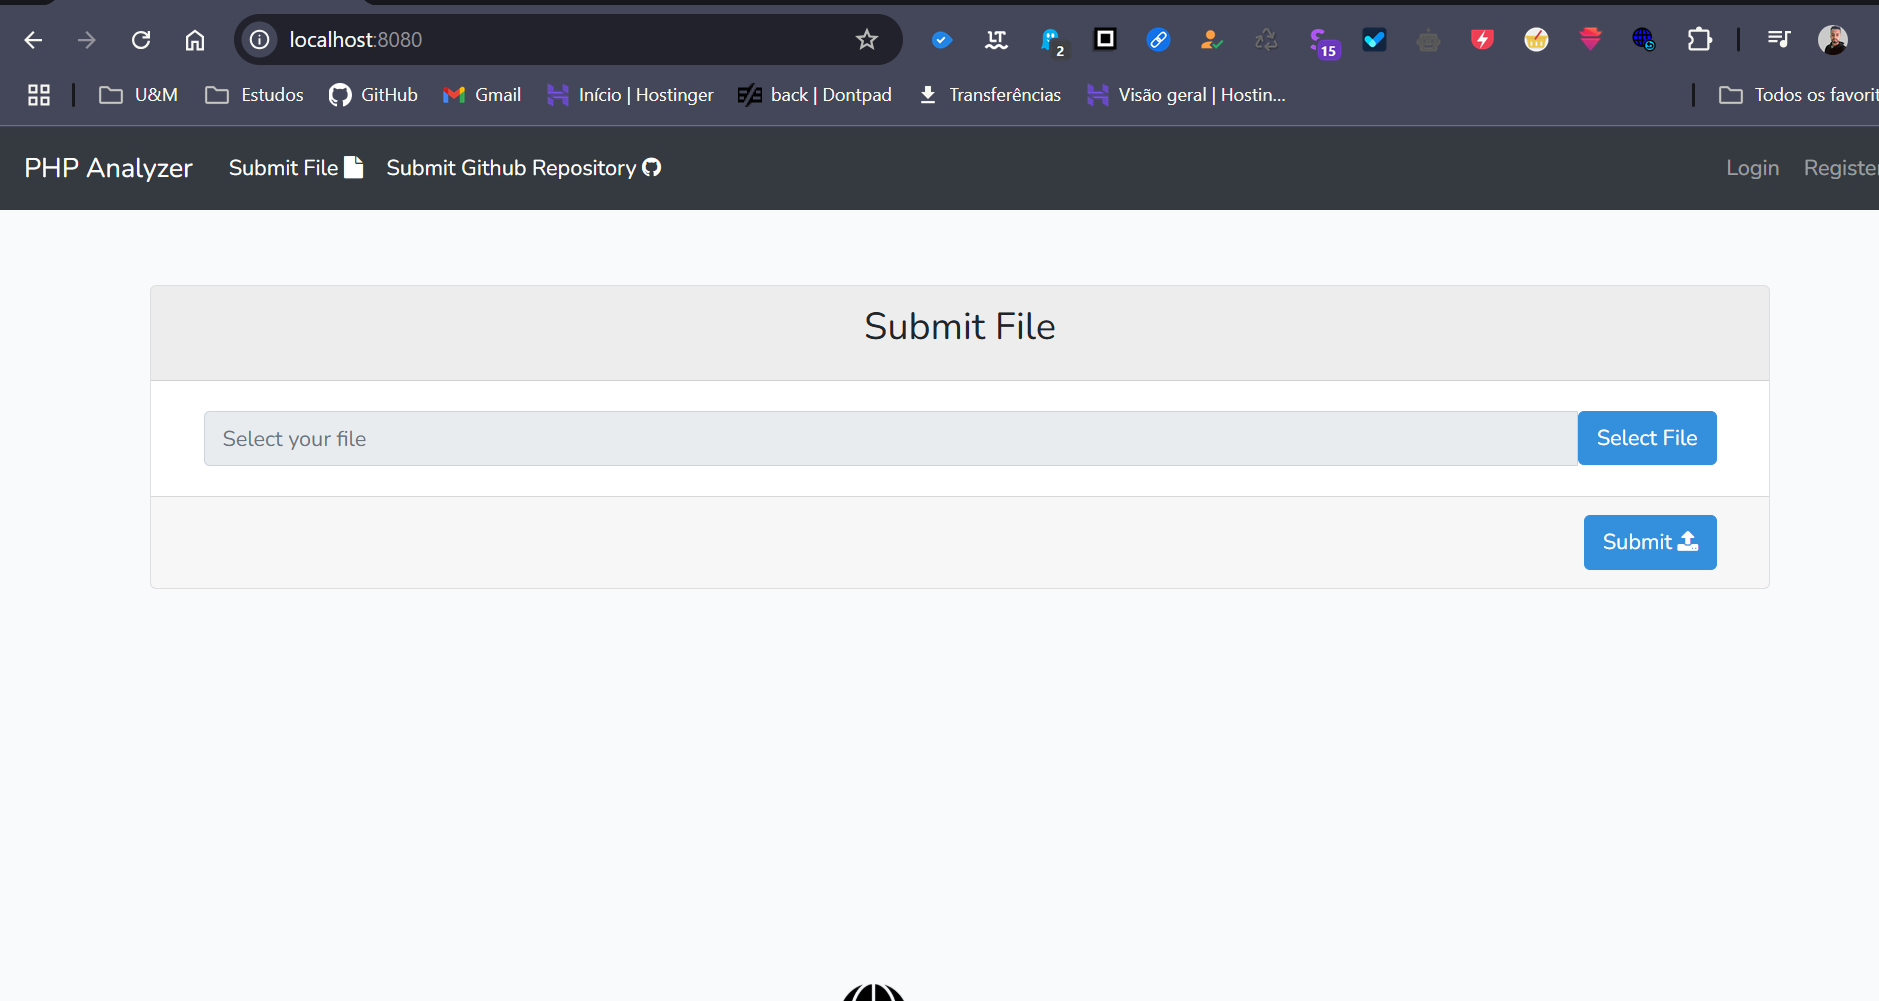 localhost:8080
2
15
U&M
Estudos
GitHub
Gmail
Início | Hostinger
back | Dontpad
Transferências
Visão geral | Hostin...
Todos os favorit
PHP Analyzer
Submit File
Submit Github Repository
Login
Register
Submit File
Select your file
Select File
Submit